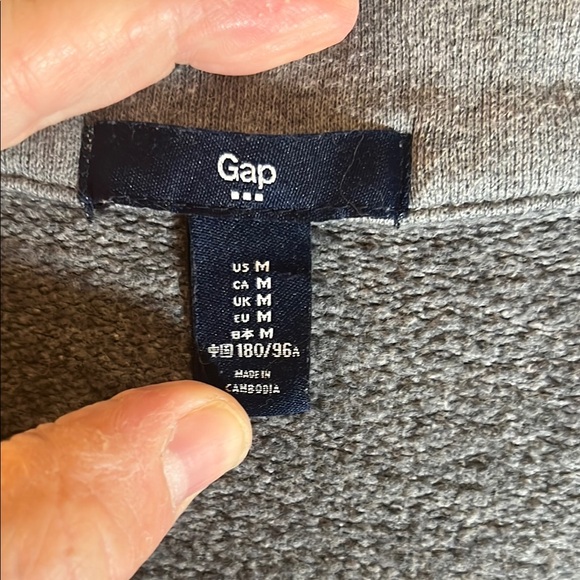 Gap
US M
CA M
UK M
EU M
日本 M
中国 180/96A
MADE IN
CAMBODIA